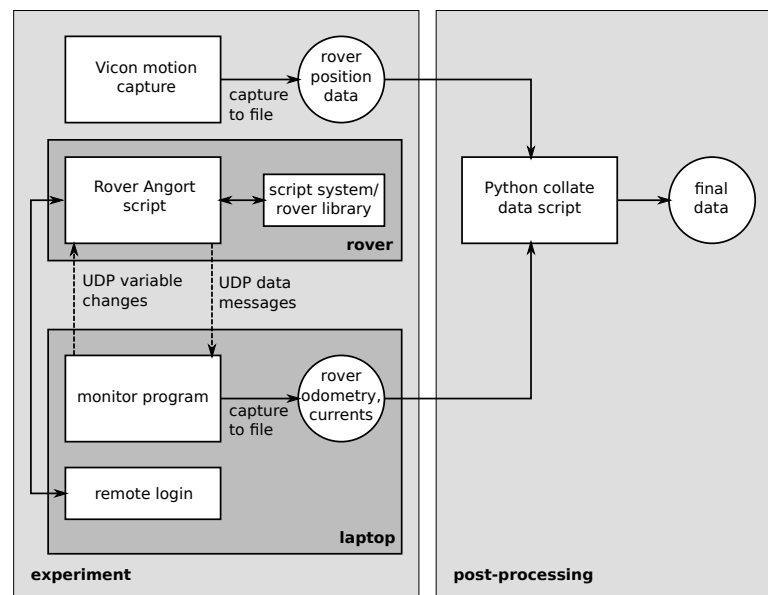 Vicon motion
capture
capture
to file
rover
position
data
Rover Angort
script
script system/
rover library
rover
UDP variable
changes
UDP data
messages
monitor program
capture
to file
rover
odometry,
currents
remote login
laptop
experiment
Python collate
data script
final
data
post-processing